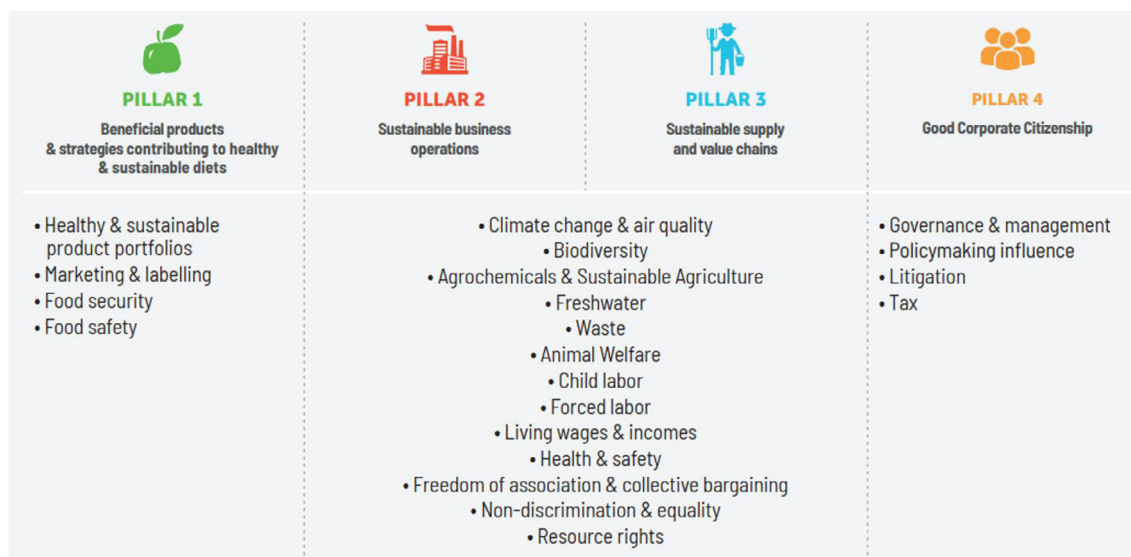 PILLAR 1
Beneficial products
& strategies contributing to healthy
& sustainable diets
PILLAR 2
Sustainable business
operations
PILLAR 3
Sustainable supply
and value chains
PILLAR 4
Good Corporate Citizenship
• Healthy & sustainable
product portfolios
• Marketing & labelling
• Food security
• Food safety
• Climate change & air quality
• Biodiversity
• Agrochemicals & Sustainable Agriculture
• Freshwater
• Waste
• Animal Welfare
• Child labor
• Forced labor
• Living wages & incomes
• Health & safety
• Freedom of association & collective bargaining
• Non-discrimination & equality
• Resource rights
• Governance & management
• Policymaking influence
• Litigation
• Tax